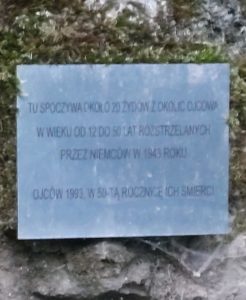 TU SPOCZYWA OKOŁO 20 ŻYDÓW Z OKOLIC OJCOWA
W WIEKU OD 12 DO 50 LAT ROZSTRZELANYCH
PRZEZ NIEMCÓW W 1943 ROKU
OJCÓW 1993, W 50-TĄ ROCZNICĘ ICH ŚMIERCI